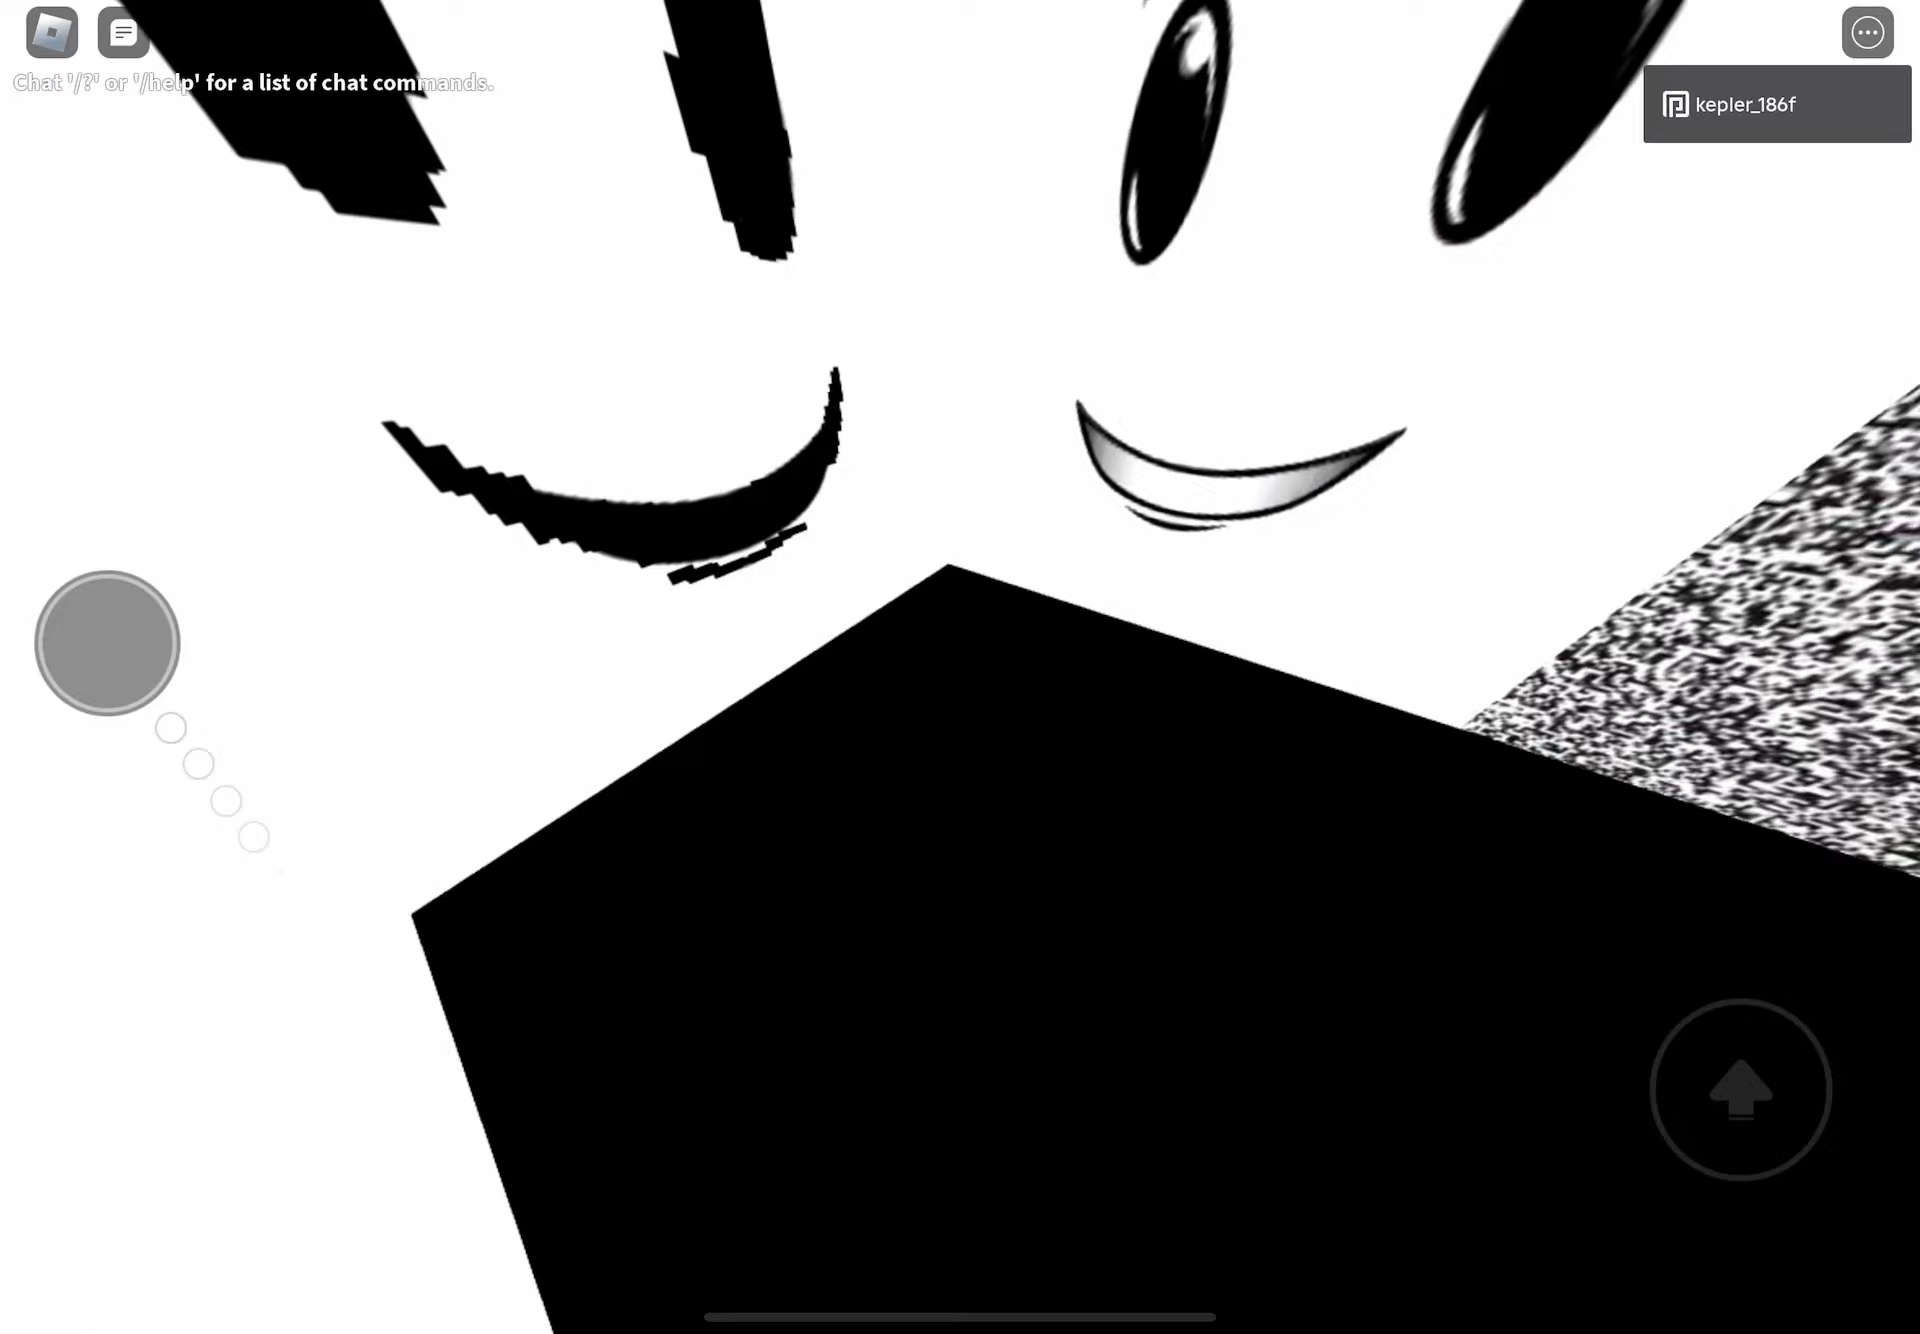 Chat '/?' or '/help' for a list of chat commands.
kepler_186f